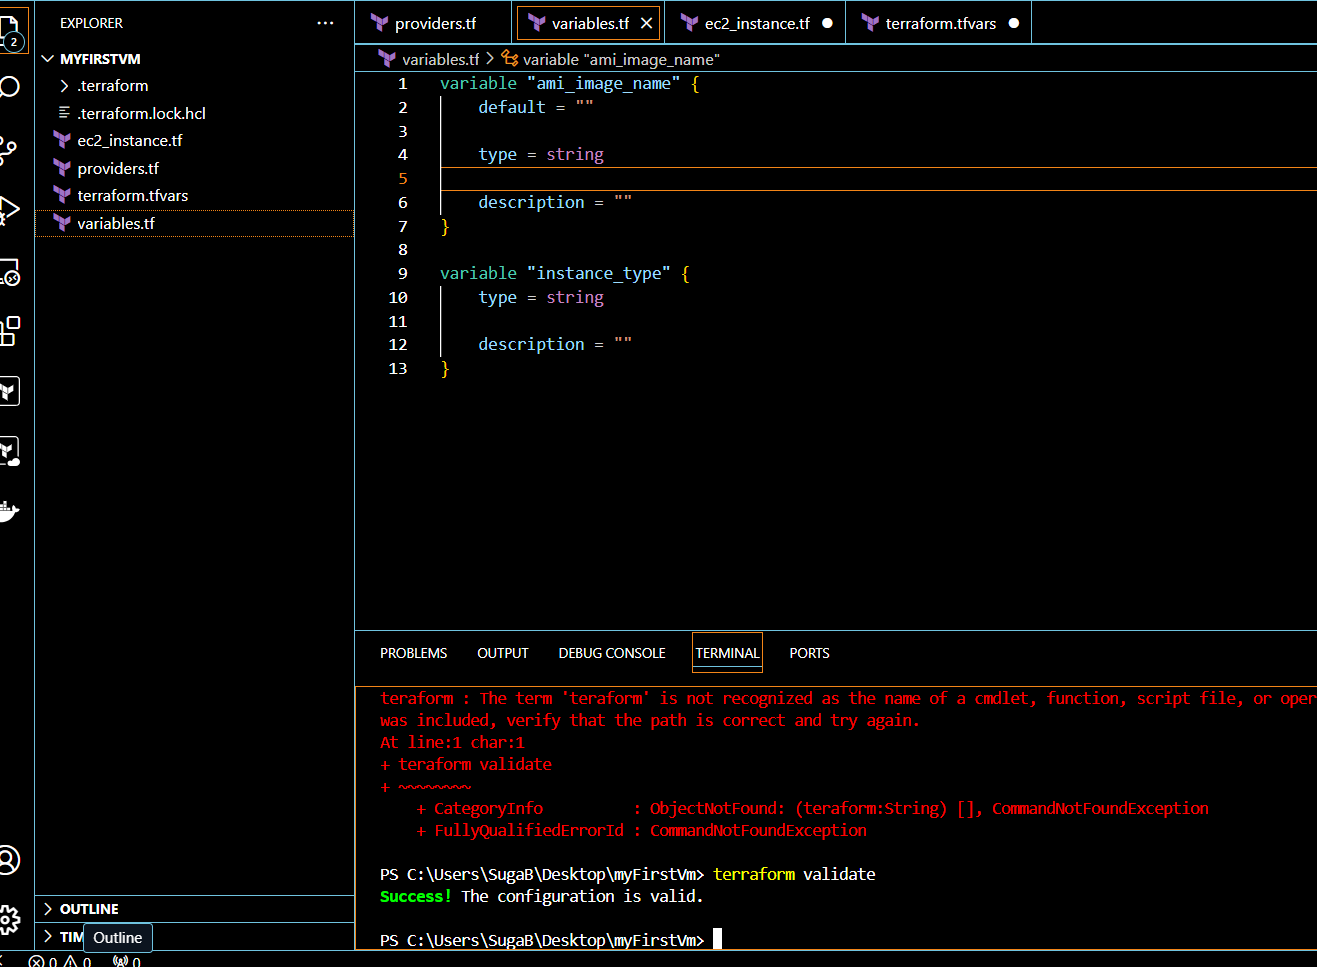 EXPLORER
...
providers.tf
variables.tf
ec2_instance.tf
terraform.tfvars
2
MYFIRSTVM
.terraform
.terraform.lock.hcl
ec2_instance.tf
providers.tf
terraform.tfvars
variables.tf
variables.tf > variable "ami_image_name"
1 variable "ami_image_name" {
2 default = ""
3
4 type = string
5
6 description = ""
7 }
8
9 variable "instance_type" {
10 type = string
11
12 description = ""
13 }
PROBLEMS OUTPUT DEBUG CONSOLE TERMINAL PORTS
teraform : The term 'teraform' is not recognized as the name of a cmdlet, function, script file, or oper
was included, verify that the path is correct and try again.
At line:1 char:1
+ teraform validate
+ ~~~~~~~~
+ CategoryInfo : ObjectNotFound: (teraform:String) [], CommandNotFoundException
+ FullyQualifiedErrorId : CommandNotFoundException
PS C:\Users\SugaB\Desktop\myFirstVm> terraform validate
Success! The configuration is valid.
PS C:\Users\SugaB\Desktop\myFirstVm>
OUTLINE
TIM
Outline
0 0 0